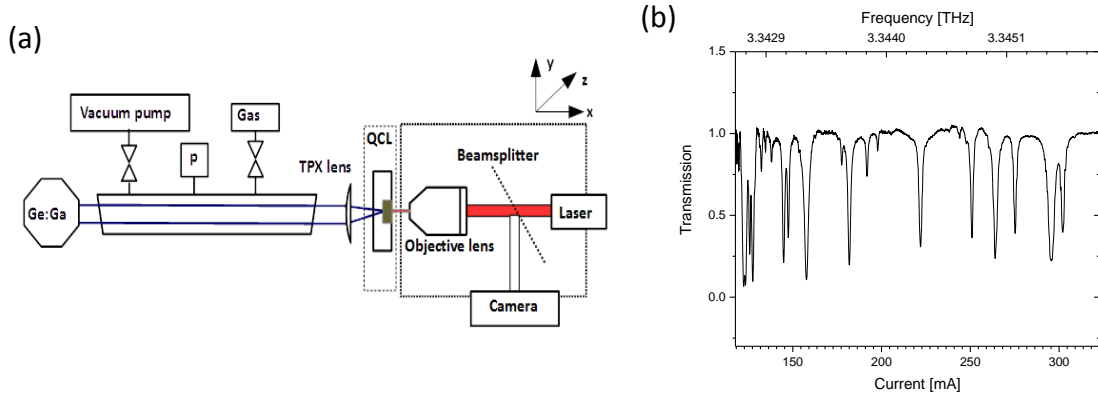 (a)
Vacuum pump
Gas
p
Ge:Ga
TPX lens
QCL
y
z
x
Beamsplitter
Objective lens
Laser
Camera
(b)
Frequency [THz]
3.3429
3.3440
3.3451
1.5
1.0
0.5
0.0
Transmission
150
200
250
300
Current [mA]